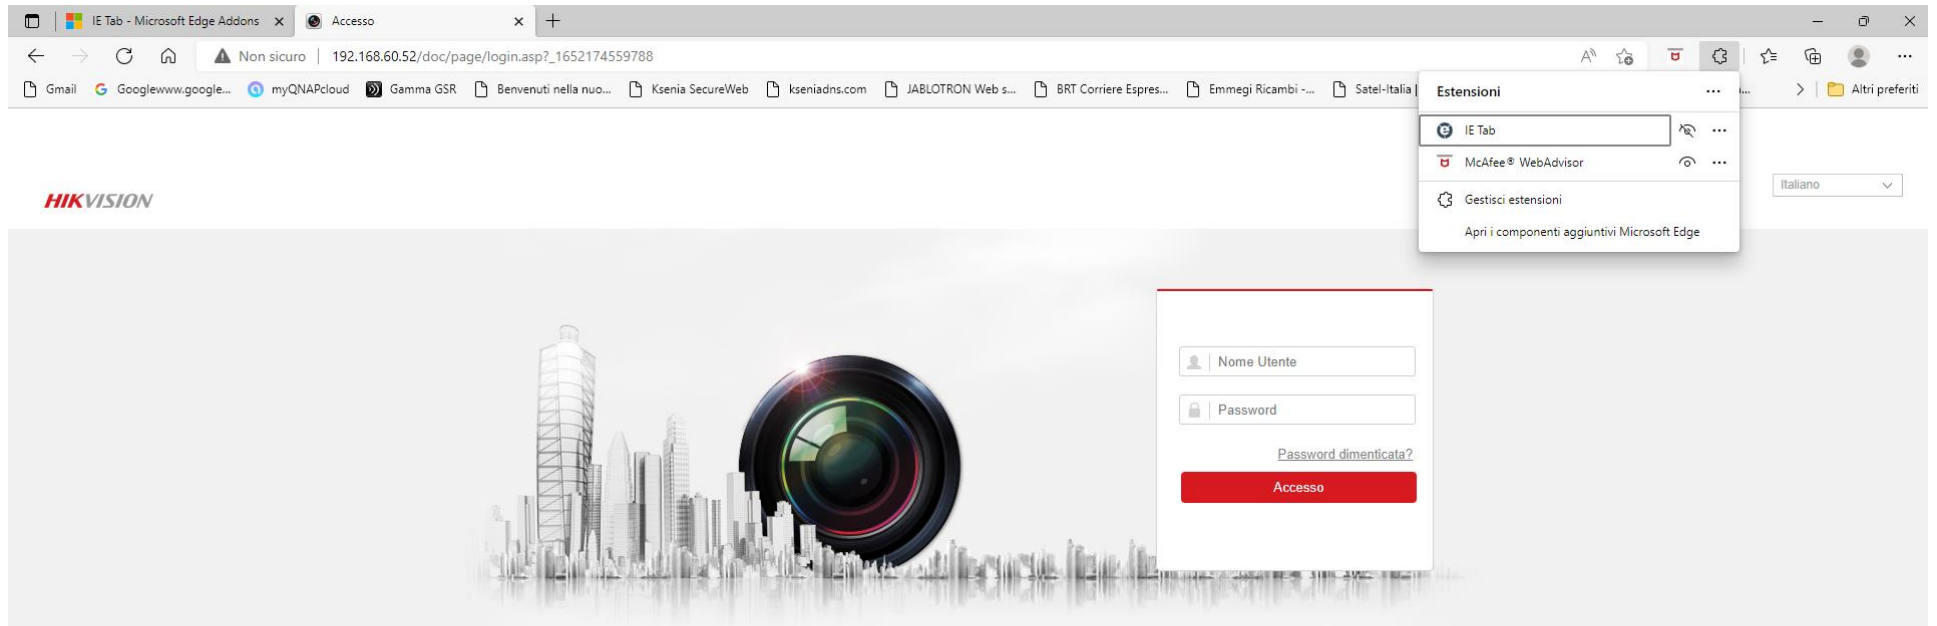 IE Tab - Microsoft Edge Addons
Accesso
Non sicuro | 192.168.60.52/doc/page/login.asp?_1652174559788
Gmail Googlewww.google... myQNAPcloud Gamma GSR Benvenuti nella nuo... Ksenia SecureWeb kseniadns.com JABLOTRON Web s... BRT Corriere Espres... Emmegi Ricambi -... Satel-Italia Altri preferiti
Estensioni
IE Tab
McAfee® WebAdvisor
Gestisci estensioni
Apri i componenti aggiuntivi Microsoft Edge
HIKVISION
Italiano
Nome Utente
Password
Password dimenticata?
Accesso